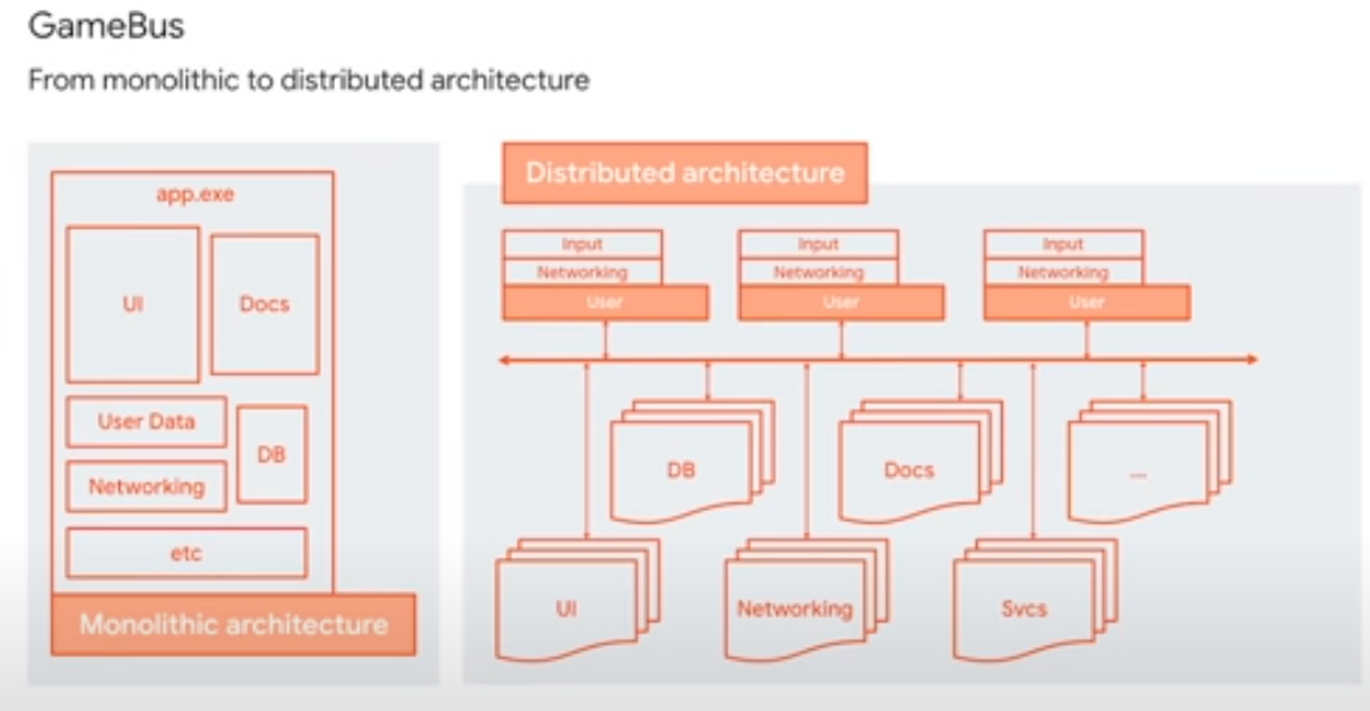 GameBus
From monolithic to distributed architecture
app.exe
UI
Docs
User Data
DB
Networking
etc
Monolithic architecture
Distributed architecture
Input
Networking
User
Input
Networking
User
Input
Networking
User
DB
Docs
...
UI
Networking
Svcs